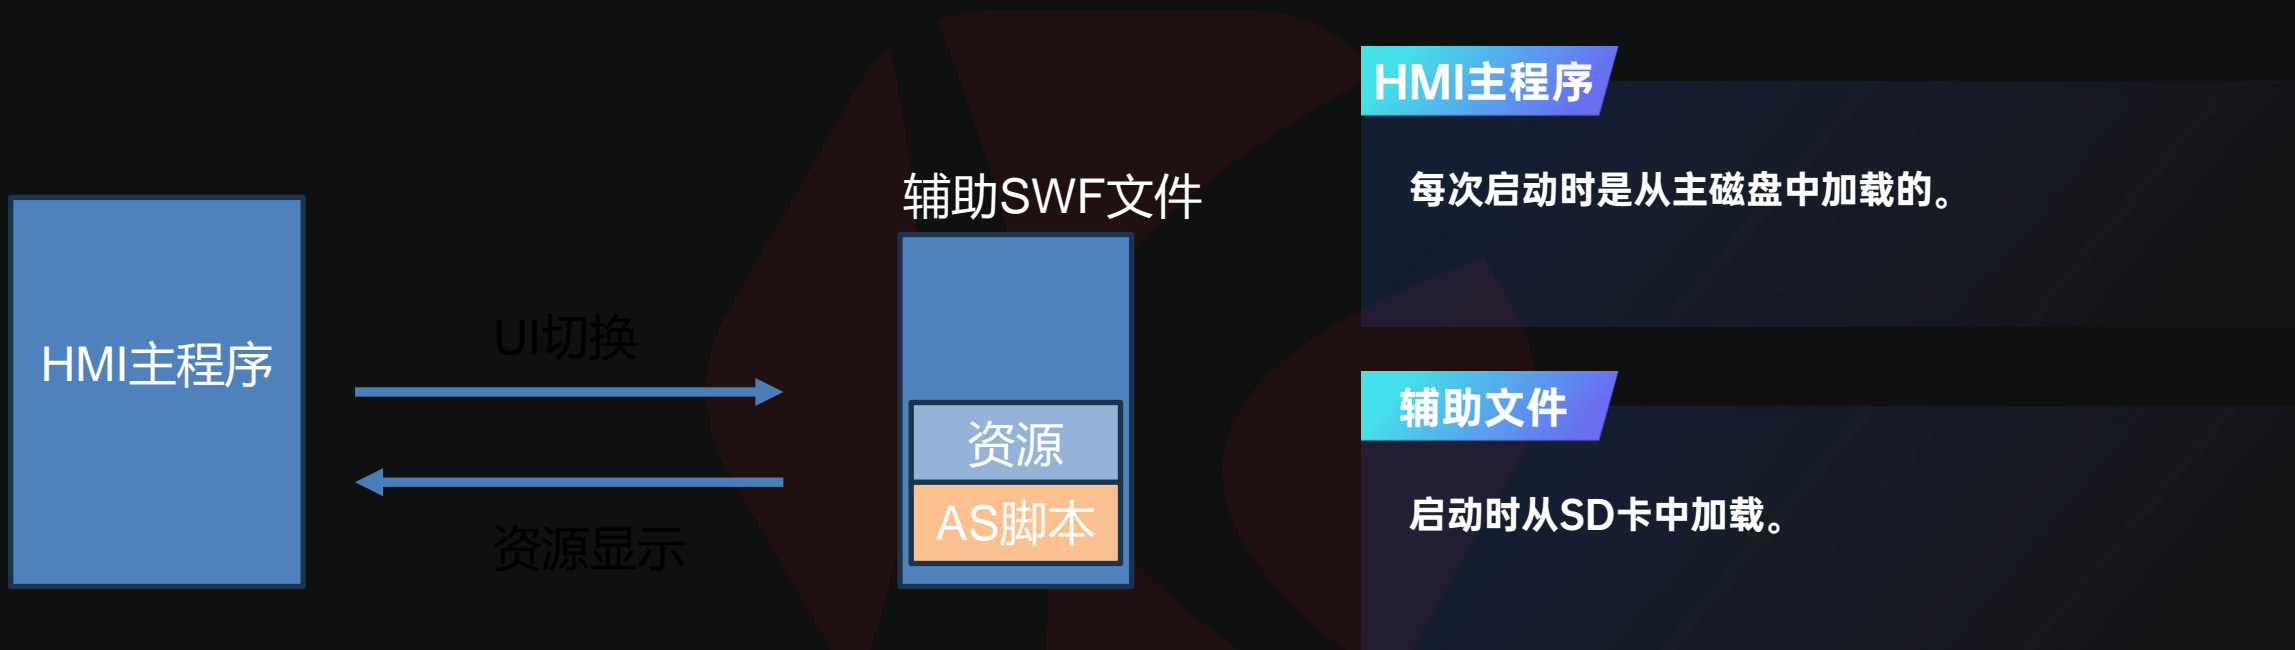 HMI主程序
UI切换
资源显示
辅助SWF文件
资源
AS脚本
HMI主程序
每次启动时是从主磁盘中加载的。
辅助文件
启动时从SD卡中加载。